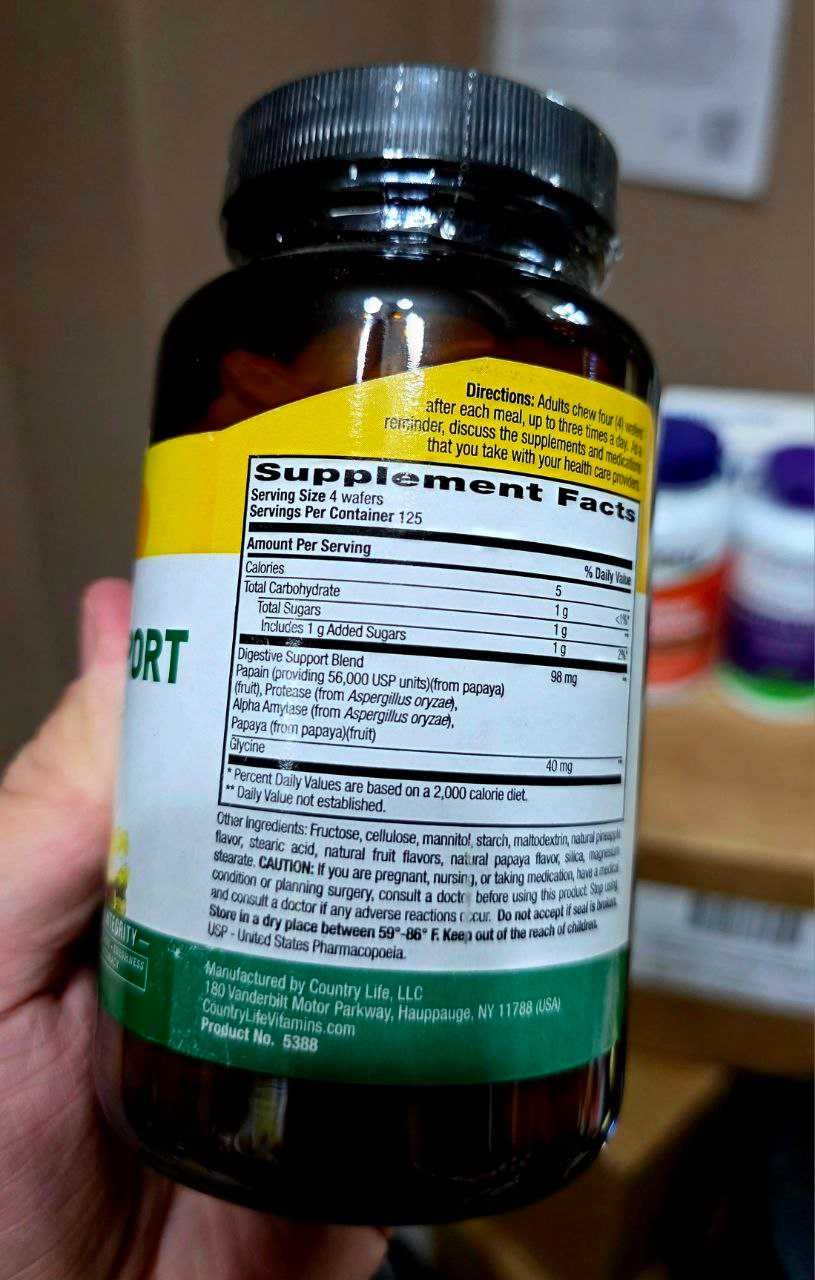 Directions: Adults chew four (4)
after each meal, up to three times a day. As a
reminder, discuss the supplements and medications
that you take with your health care providers.
Supplement Facts
Serving Size 4 wafers
Servings Per Container 125
Amount Per Serving % Daily Value
Calories 5
Total Carbohydrate 1 g <1%*
Total Sugars 1 g **
Includes 1 g Added Sugars 1 g 2%*
Digestive Support Blend 98 mg **
Papain (providing 56,000 USP units)(from papaya)
(fruit), Protease (from Aspergillus oryzae),
Alpha Amylase (from Aspergillus oryzae),
Papaya (from papaya)(fruit)
Glycine 40 mg **
* Percent Daily Values are based on a 2,000 calorie diet.
** Daily Value not established.
Other Ingredients: Fructose, cellulose, mannitol, starch, maltodextrin, natural pineapple
flavor, stearic acid, natural fruit flavors, natural papaya flavor, silica, magnesium
stearate. CAUTION: If you are pregnant, nursing, or taking medication, have a medical
condition or planning surgery, consult a doctor before using this product. Stop using
and consult a doctor if any adverse reactions occur. Do not accept if seal is broken.
Store in a dry place between 59°-86° F. Keep out of the reach of children.
USP - United States Pharmacopoeia.
Manufactured by Country Life, LLC
180 Vanderbilt Motor Parkway, Hauppauge, NY 11788 (USA)
CountryLifeVitamins.com
Product No. 5388
PORT
NTEGRITY